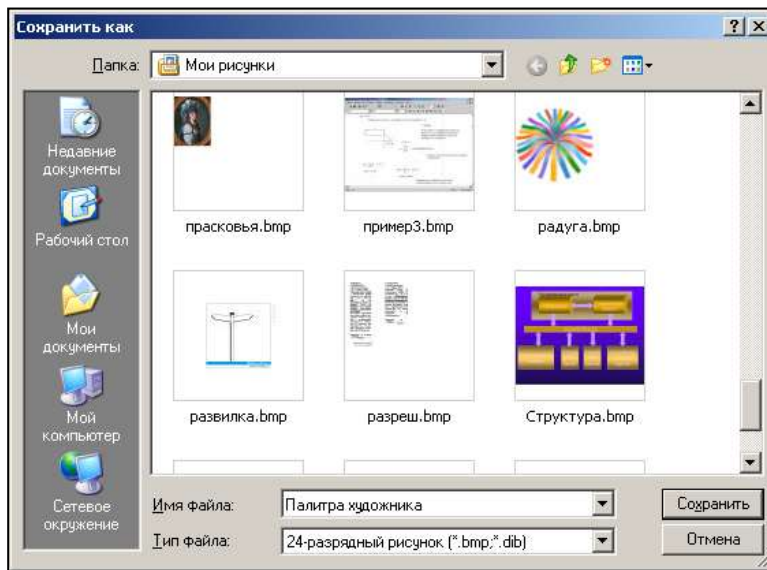 Сохранить как
Папка:
Мои рисунки
Недавние
документы
Рабочий стол
Мои
документы
Мой
компьютер
Сетевое
окружение
прасковья.bmp
пример3.bmp
радуга.bmp
развилка.bmp
разреш.bmp
Структура.bmp
Имя файла:
Палитра художника
Сохранить
Тип файла:
24-разрядный рисунок (*.bmp;*.dib)
Отмена